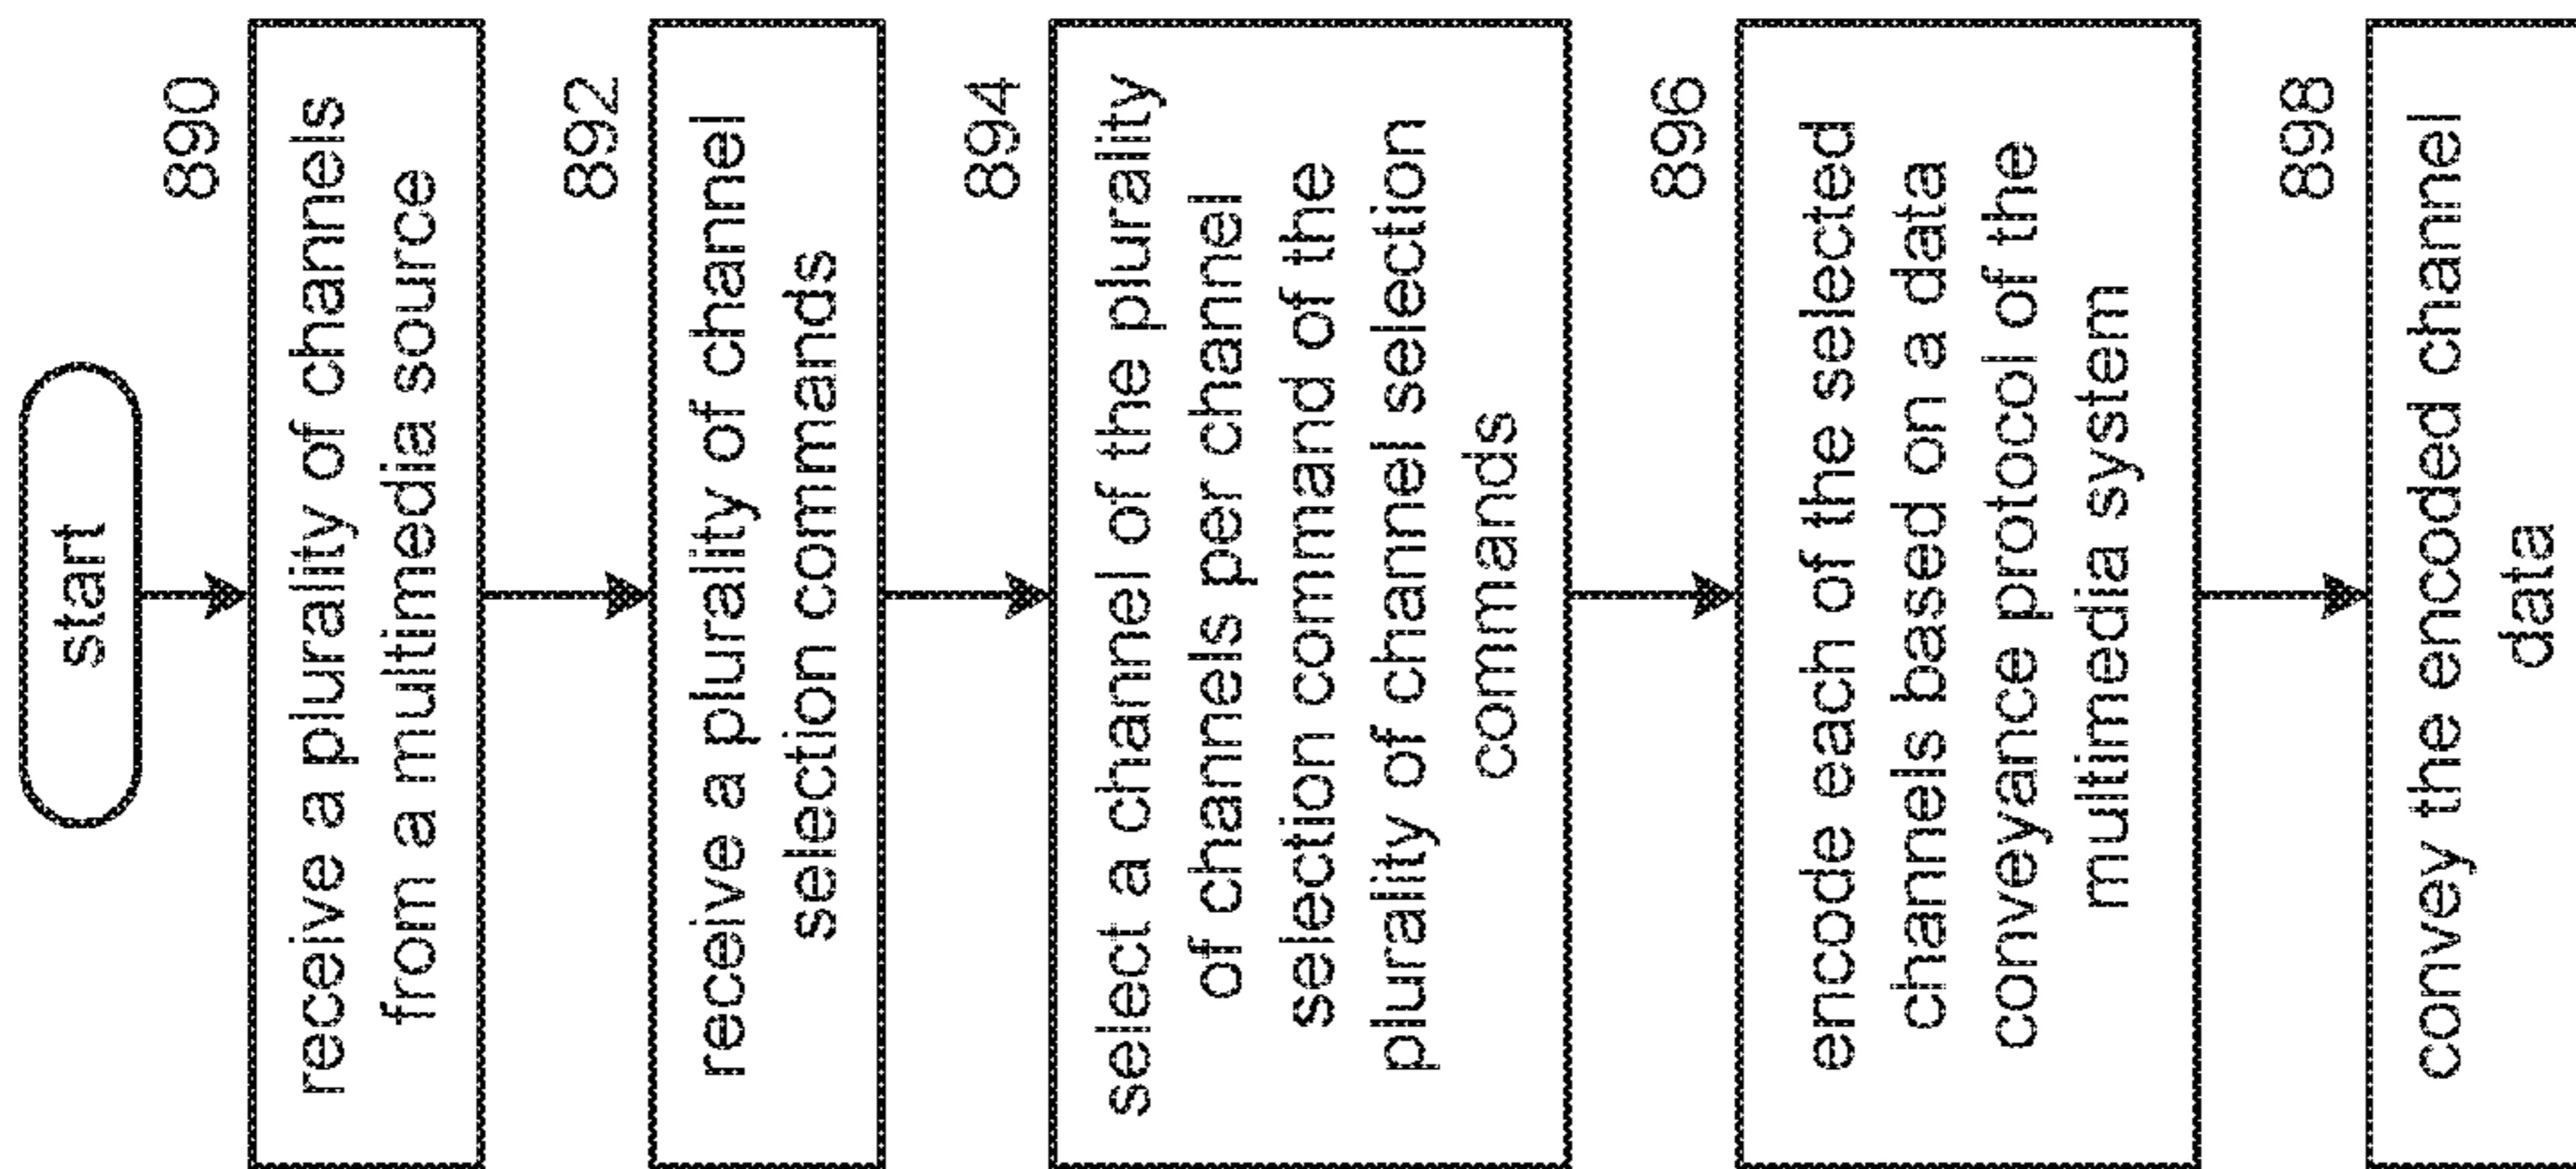 start
890
receive a plurality of channels
from a multimedia source
892
receive a plurality of channel
selection commands
894
select a channel of the plurality
of channels per channel
selection command of the
plurality of channel selection
commands
896
encode each of the selected
channels based on a data
conveyance protocol of the
multimedia system
898
convey the encoded channel
data